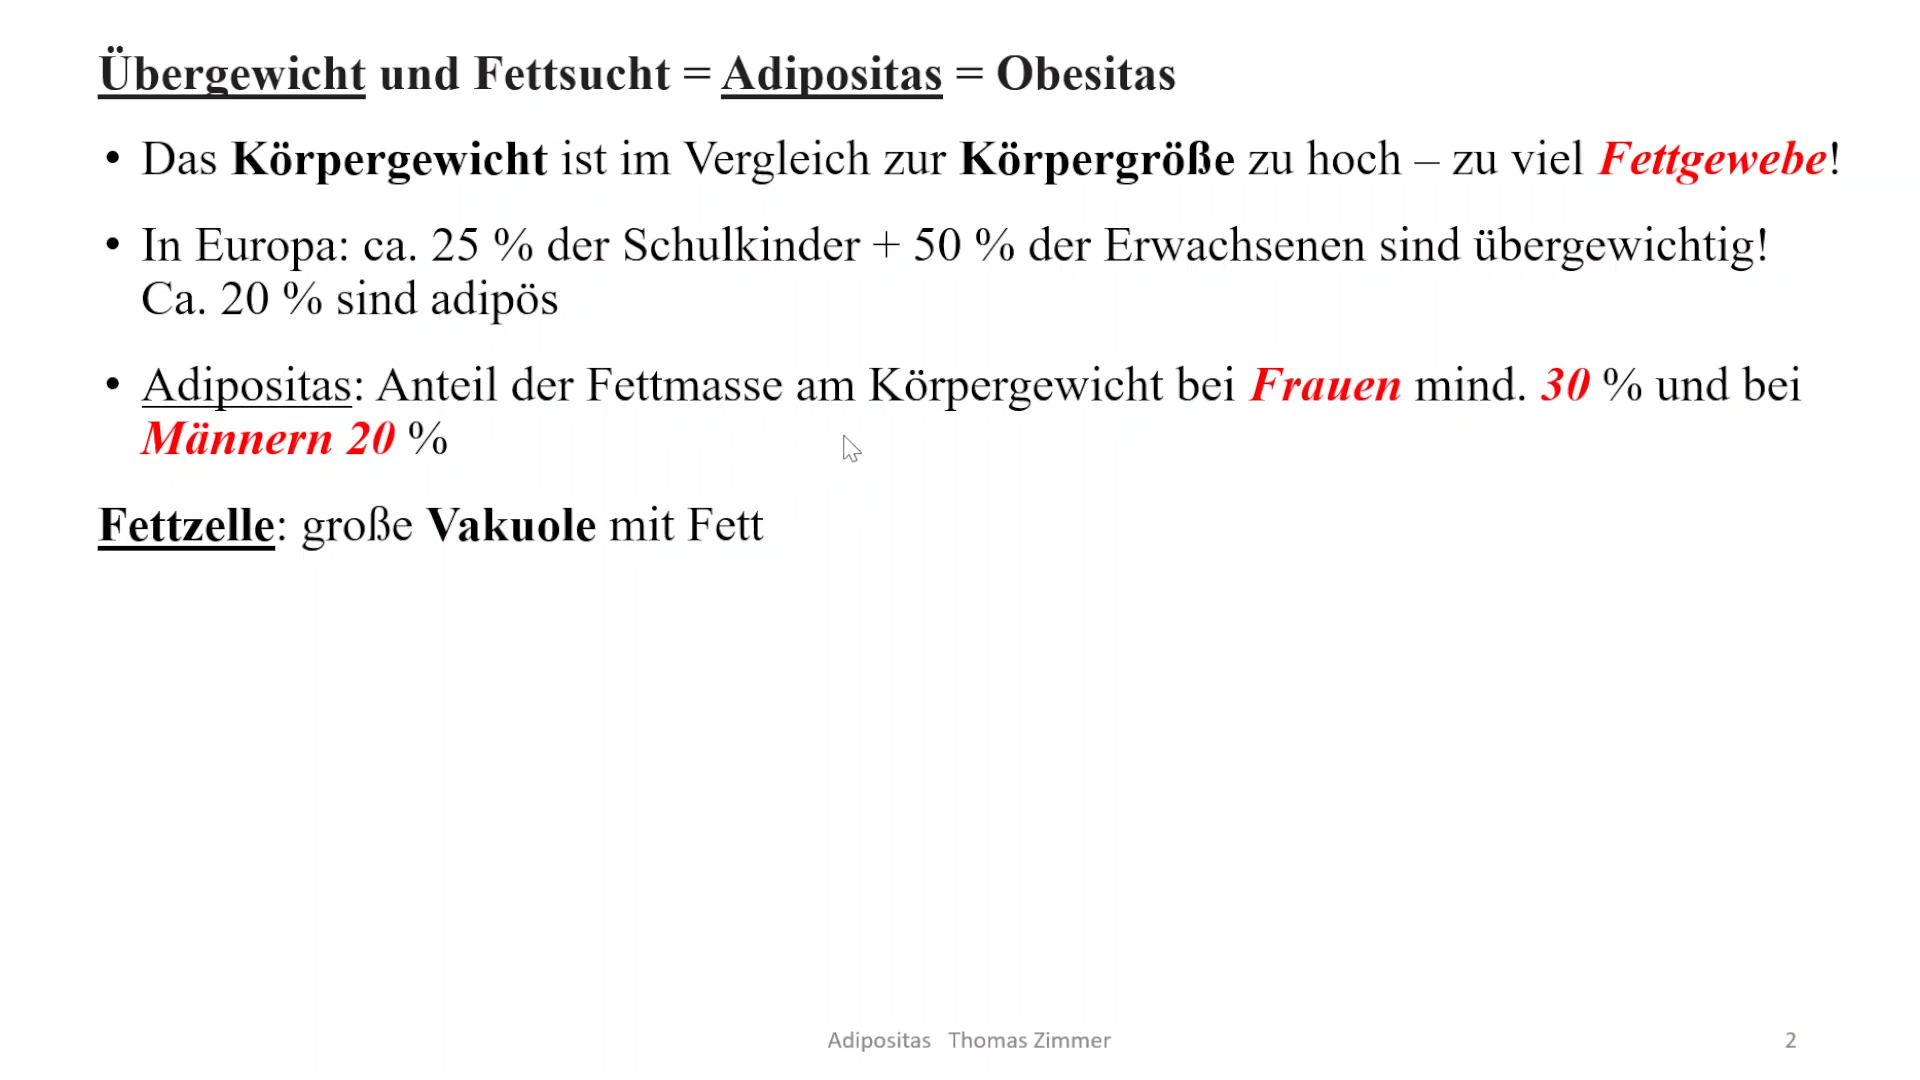 Übergewicht und Fettsucht = Adipositas = Obesitas
• Das Körpergewicht ist im Vergleich zur Körpergröße zu hoch – zu viel Fettgewebe!
• In Europa: ca. 25 % der Schulkinder + 50 % der Erwachsenen sind übergewichtig!
Ca. 20 % sind adipös
• Adipositas: Anteil der Fettmasse am Körpergewicht bei Frauen mind. 30 % und bei
Männern 20 %
Fettzelle: große Vakuole mit Fett
Adipositas Thomas Zimmer
2